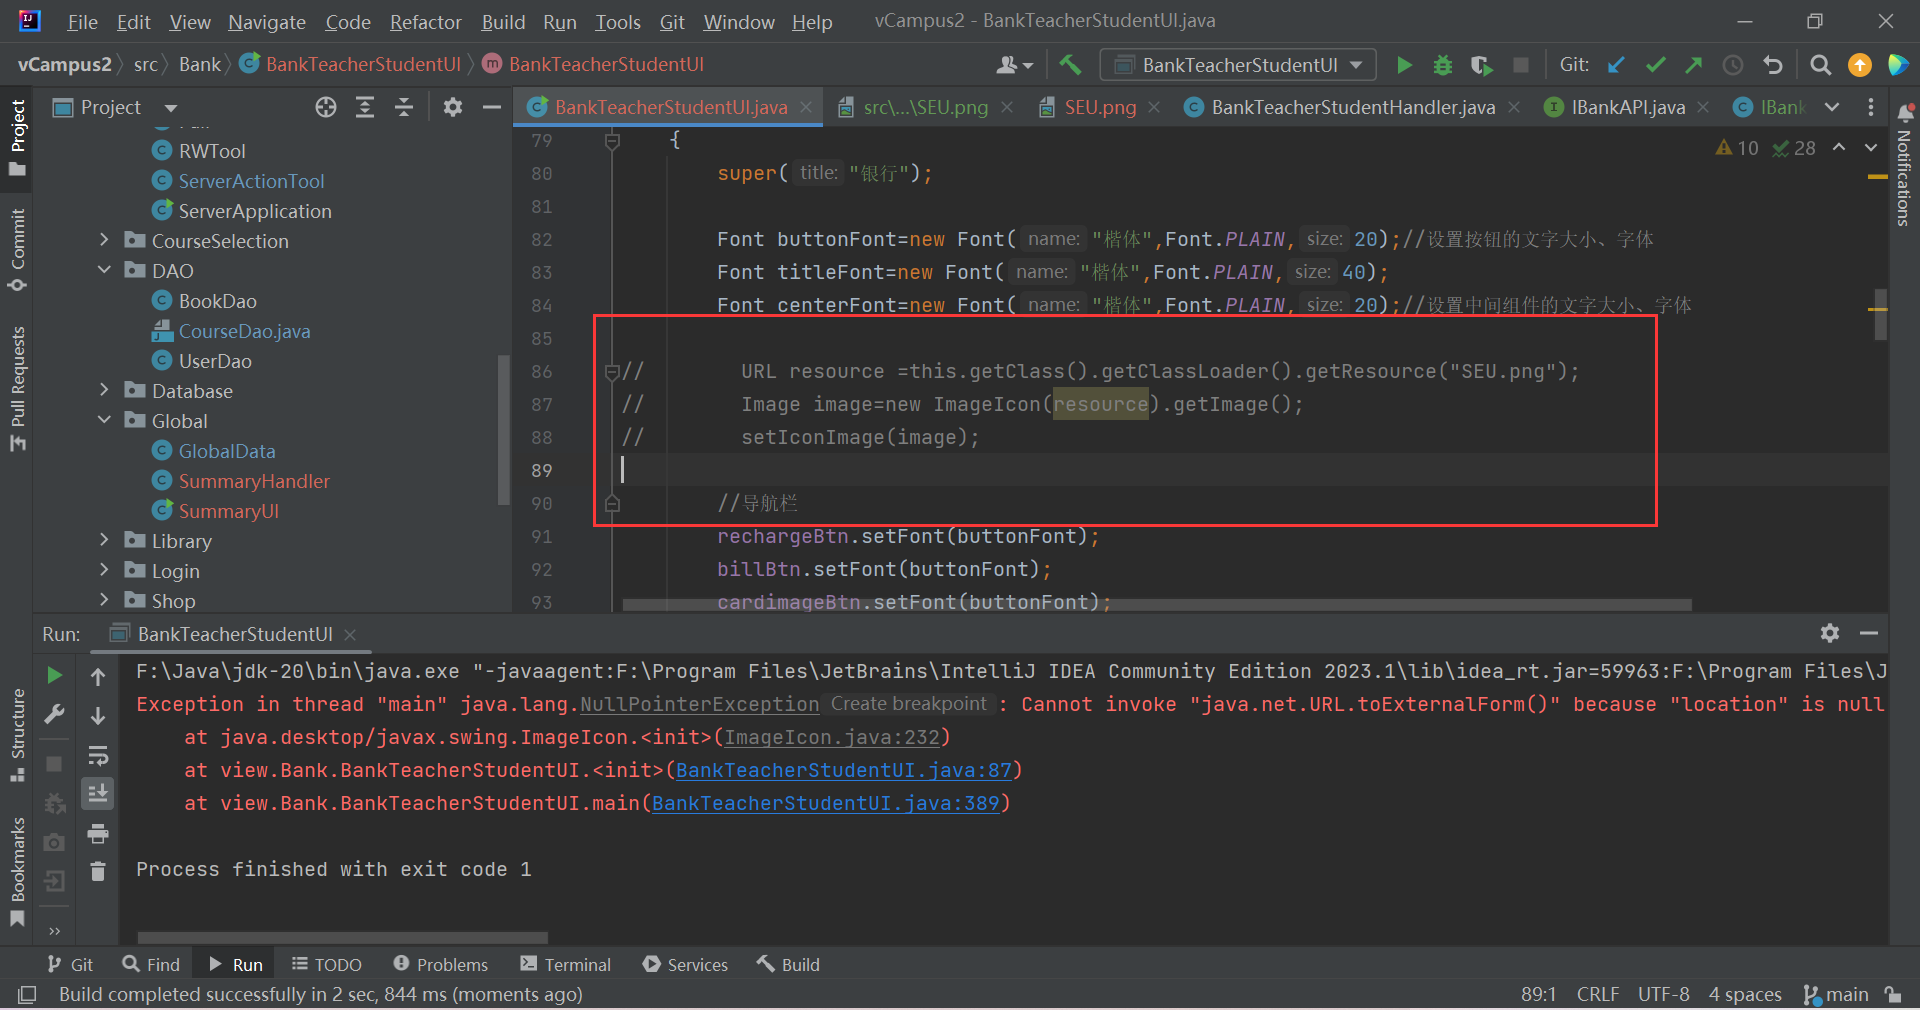 File Edit View Navigate Code Refactor Build Run Tools Git Window Help vCampus2 - BankTeacherStudentUI.java
vCampus2 src Bank BankTeacherStudentUI BankTeacherStudentUI BankTeacherStudentUI Git:
Project
BankTeacherStudentUI.java src\...\SEU.png SEU.png BankTeacherStudentHandler.java IBankAPI.java IBank
RWTool
ServerActionTool
ServerApplication
CourseSelection
DAO
BookDao
CourseDao.java
UserDao
Database
Global
GlobalData
SummaryHandler
SummaryUI
Library
Login
Shop
Project
Commit
Pull Requests
Structure
Bookmarks
Notifications
10 28
79 {
80 super( title: "银行");
81
82 Font buttonFont=new Font( name: "楷体",Font.PLAIN, size: 20);//设置按钮的文字大小、字体
83 Font titleFont=new Font( name: "楷体",Font.PLAIN, size: 40);
84 Font centerFont=new Font( name: "楷体",Font.PLAIN, size: 20);//设置中间组件的文字大小、字体
85
86 // URL resource =this.getClass().getClassLoader().getResource("SEU.png");
87 // Image image=new ImageIcon(resource).getImage();
88 // setIconImage(image);
89
90 //导航栏
91 rechargeBtn.setFont(buttonFont);
92 billBtn.setFont(buttonFont);
93 cardimageBtn.setFont(buttonFont);
Run: BankTeacherStudentUI
F:\Java\jdk-20\bin\java.exe "-javaagent:F:\Program Files\JetBrains\IntelliJ IDEA Community Edition 2023.1\lib\idea_rt.jar=59963:F:\Program Files\J
Exception in thread "main" java.lang.NullPointerException Create breakpoint : Cannot invoke "java.net.URL.toExternalForm()" because "location" is null
at java.desktop/javax.swing.ImageIcon.<init>(ImageIcon.java:232)
at view.Bank.BankTeacherStudentUI.<init>(BankTeacherStudentUI.java:87)
at view.Bank.BankTeacherStudentUI.main(BankTeacherStudentUI.java:389)
Process finished with exit code 1
Git Find Run TODO Problems Terminal Services Build
Build completed successfully in 2 sec, 844 ms (moments ago) 89:1 CRLF UTF-8 4 spaces main